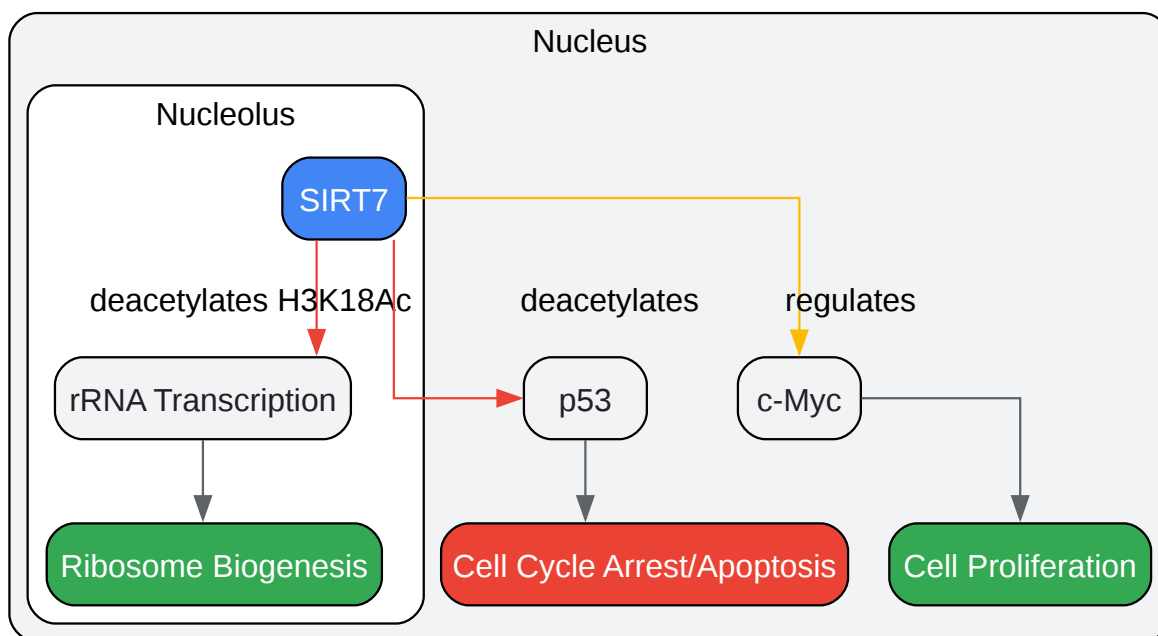 Nucleus
Nucleolus
SIRT7
deacetylates H3K18Ac
deacetylates
regulates
rRNA Transcription
p53
c-Myc
Ribosome Biogenesis
Cell Cycle Arrest/Apoptosis
Cell Proliferation